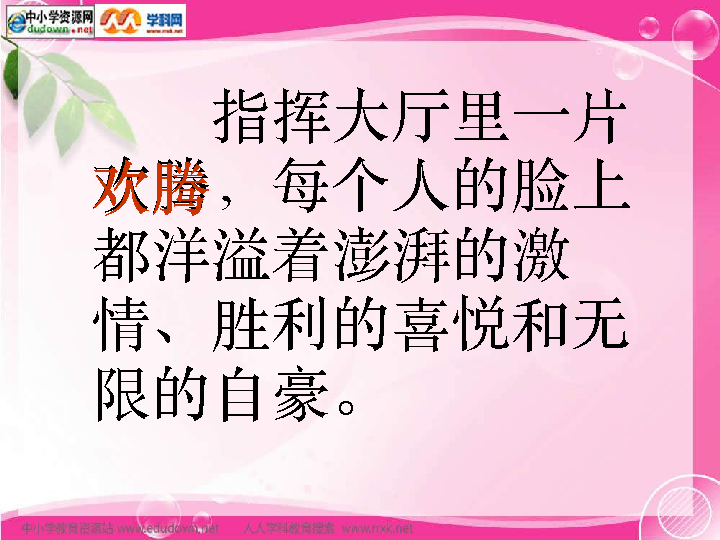 中小学资源网
dudown.net
学科网
www.nxk.net
指挥大厅里一片
欢腾，每个人的脸上
都洋溢着澎湃的激
情、胜利的喜悦和无
限的自豪。
中小学教育资源站 www.edudown.net 人人学科教育搜索 www.nxk.net